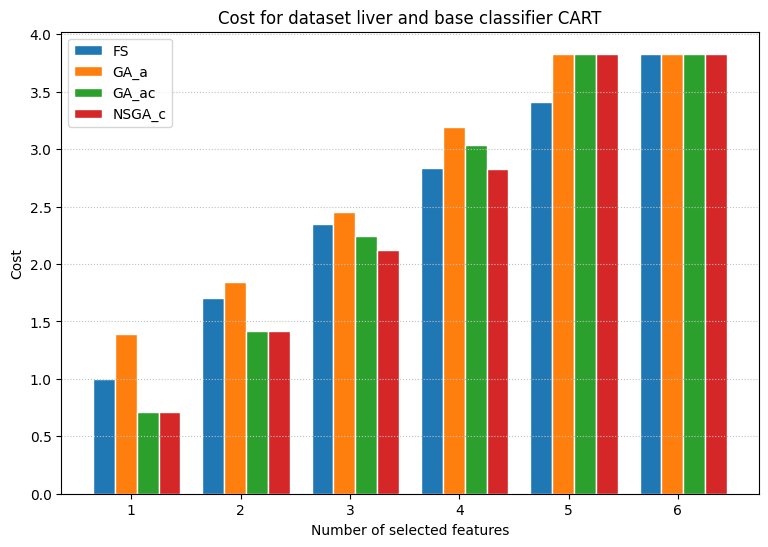 Cost for dataset liver and base classifier CART
FS
GA_a
GA_ac
NSGA_c
4.0
3.5
3.0
2.5
2.0
1.5
1.0
0.5
0.0
Cost
1 2 3 4 5 6
Number of selected features